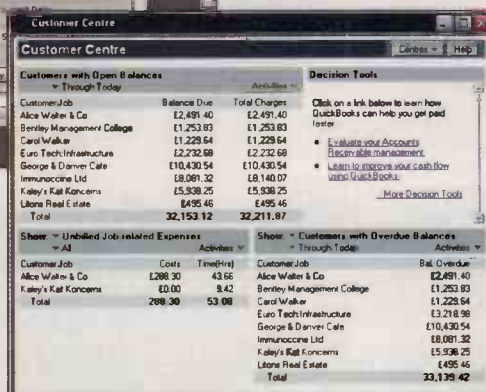 Customer Centre
Customer Centre
Centres Help
Customers with Open Balances
Through Today Activities
Customer:Job Balance Due Total Charges
Alice Walter & Co £2,491.40 £2,491.40
Bentley Management College £1,253.83 £1,253.83
Carol Walker £1,229.64 £1,229.64
Euro Tech:Infrastructure £2,232.68 £2,232.68
George & Danver Cafe £10,430.54 £10,430.54
Immunoccine Ltd £8,081.32 £8,140.07
Kaley's Kat Koncerns £5,938.25 £5,938.25
Litons Real Estate £495.46 £495.46
Total 32,153.12 32,211.87
Decision Tools
Click on a link below to learn how
QuickBooks can help you get paid
faster
Evaluate your Accounts
Receivable management.
Learn to improve your cash flow
using QuickBooks
More Decision Tools
Show: Unbilled Job-related Expenses
All Activities
Customer:Job Costs Time(Hrs)
Alice Walter & Co £288.30 43.66
Kaley's Kat Koncerns £0.00 9.42
Total 288.30 53.08
Show: Customers with Overdue Balances
Through Today Activities
Customer:Job Bal. Overdue
Alice Walter & Co £2,491.40
Bentley Management College £1,253.83
Carol Walker £1,229.64
Euro Tech:Infrastructure £3,218.98
George & Danver Cafe £10,430.54
Immunoccine Ltd £8,081.32
Kaley's Kat Koncerns £5,938.25
Litons Real Estate £495.46
Total 33,139.42